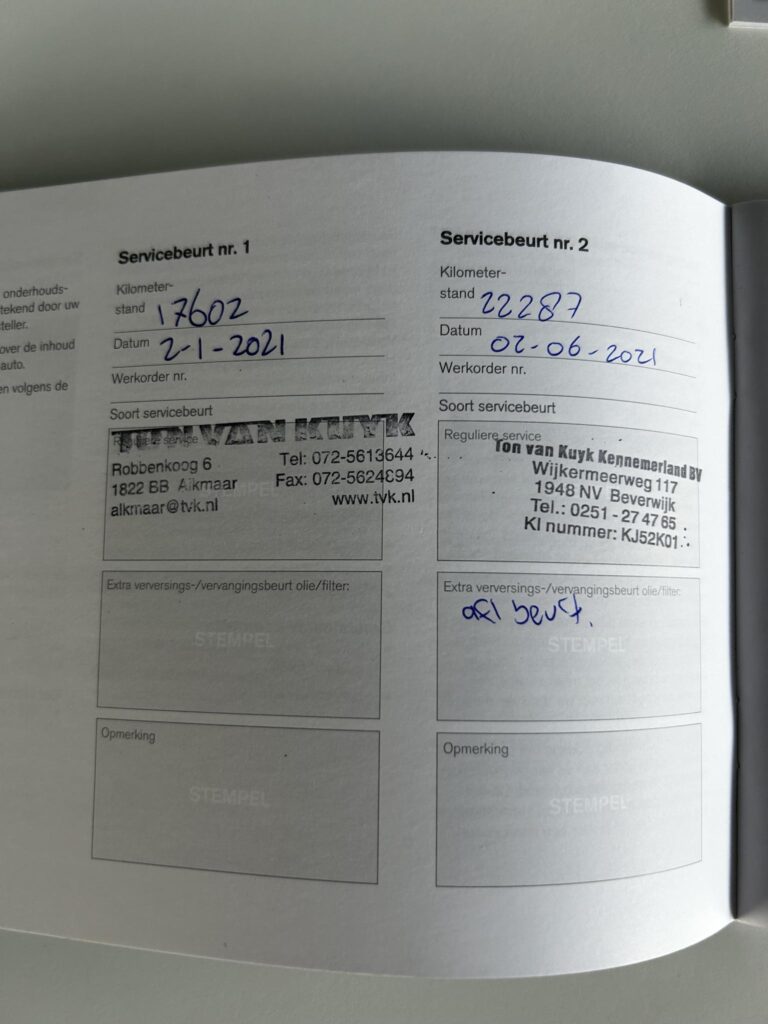 onderhouds-
tekend door uw
teller.
over de inhoud
auto.
en volgens de
Servicebeurt nr. 1
Kilometer-
stand 17602
Datum 2-1-2021
Werkorder nr.
Soort servicebeurt
Reguliere service
TON VAN KUYK
Robbenkoog 6
Tel: 072-5613644
1822 BB Alkmaar
Fax: 072-5624894
alkmaar@tvk.nl
www.tvk.nl
STEMPEL
Extra verversings-/vervangingsbeurt olie/filter:
STEMPEL
Opmerking
STEMPEL
Servicebeurt nr. 2
Kilometer-
stand 22287
Datum 02-06-2021
Werkorder nr.
Soort servicebeurt
Reguliere service
Ton van Kuyk Kennemerland BV
Wijkermeerweg 117
1948 NV Beverwijk
Tel.: 0251 - 27 47 65
KI nummer: KJ52K01
Extra verversings-/vervangingsbeurt olie/filter:
beurt.
STEMPEL
Opmerking
STEMPEL